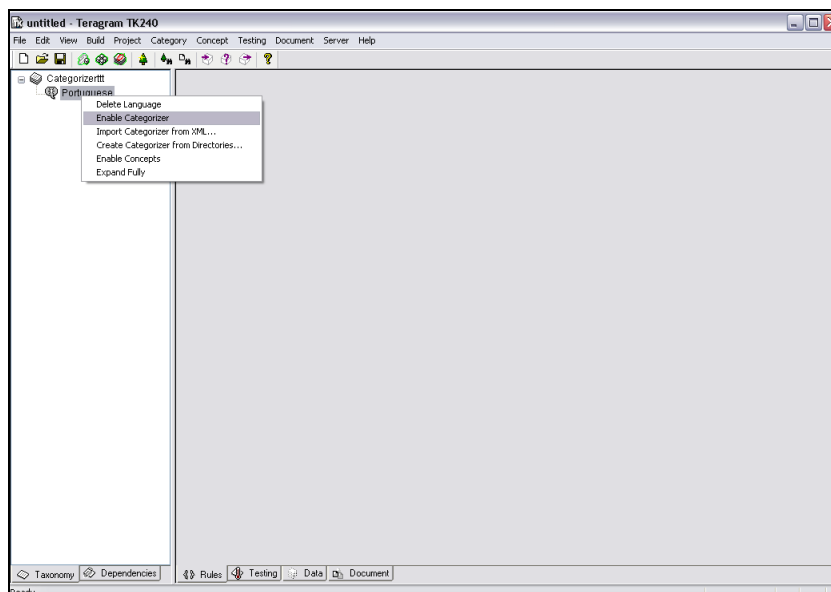 untitled - Teragram TK240
File Edit View Build Project Category Concept Testing Document Server Help
Categorizerttt
Portuguese
Delete Language
Enable Categorizer
Import Categorizer from XML...
Create Categorizer from Directories...
Enable Concepts
Expand Fully
Taxonomy Dependencies Rules Testing Data Document
Ready